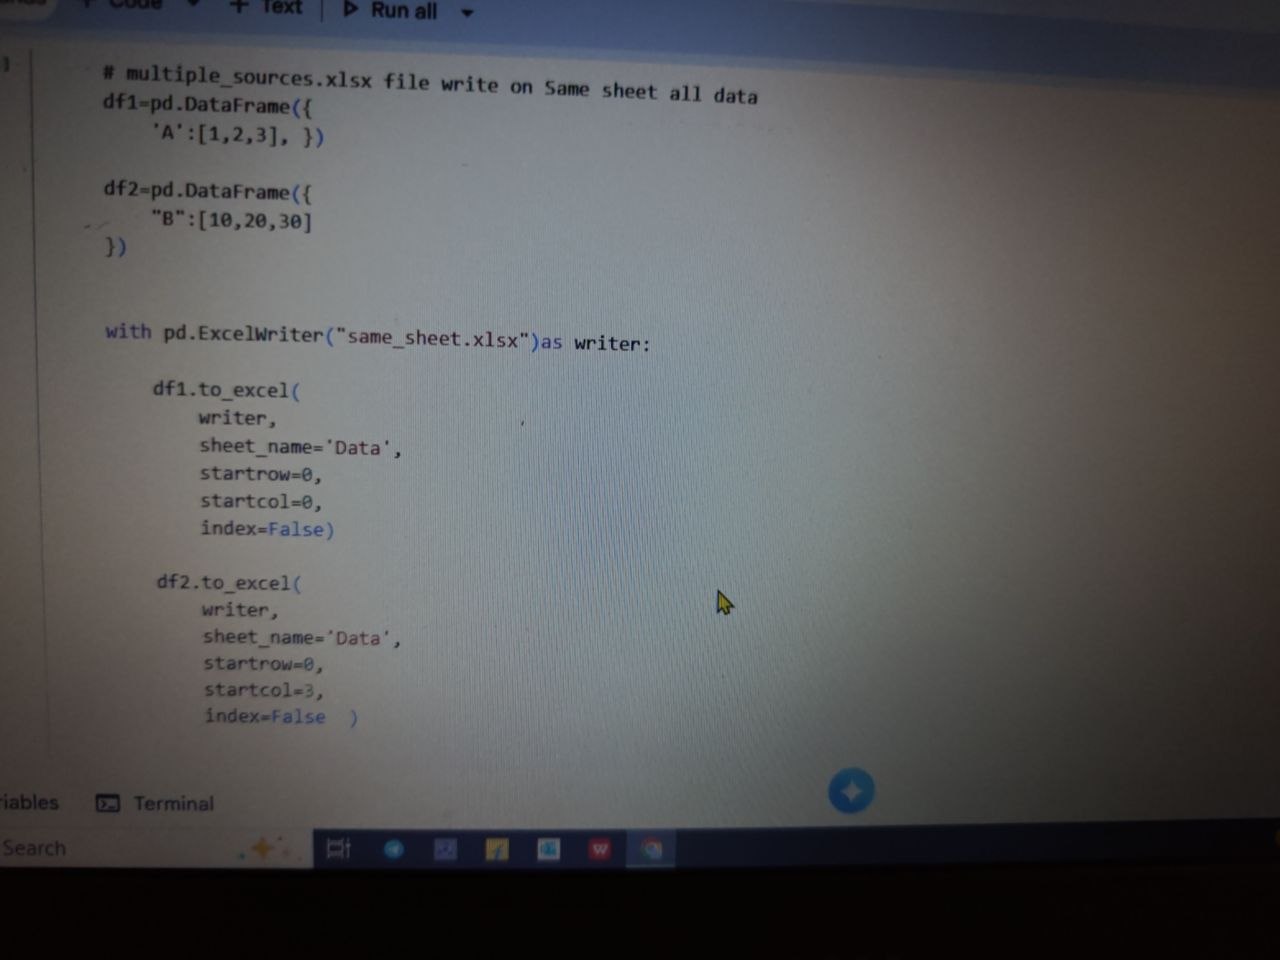 Code + Text Run all
# multiple_sources.xlsx file write on Same sheet all data
df1=pd.DataFrame({
    'A':[1,2,3], })
df2=pd.DataFrame({
    "B":[10,20,30]
})
with pd.ExcelWriter("same_sheet.xlsx")as writer:
    df1.to_excel(
        writer,
        sheet_name='Data',
        startrow=0,
        startcol=0,
        index=False)
    df2.to_excel(
        writer,
        sheet_name='Data',
        startrow=0,
        startcol=3,
        index=False  )
Terminal
Search